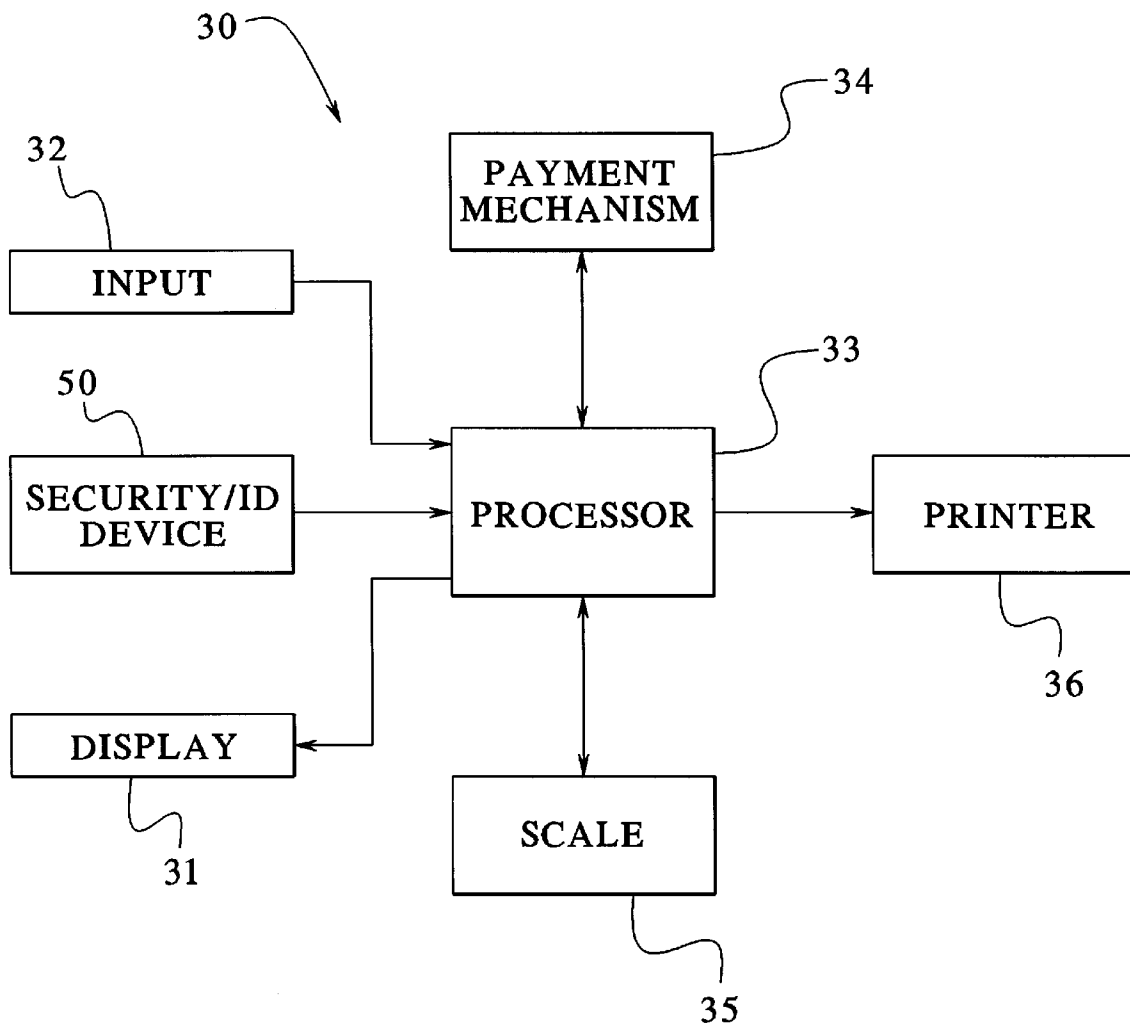 30
34
PAYMENT
MECHANISM
32
INPUT
33
50
SECURITY/ID
DEVICE
PROCESSOR
PRINTER
36
DISPLAY
31
SCALE
35